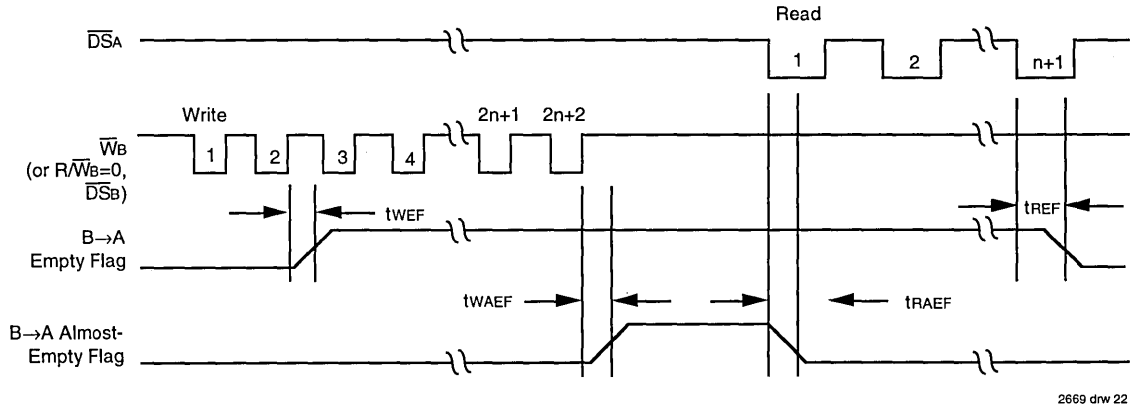 Read
DSA
1
2
n+1
Write
2n+1
2n+2
WB
(or R/WB=0,
DSB)
1
2
3
4
tWEF
tREF
B→A
Empty Flag
tWAEF
tRAEF
B→A Almost-
Empty Flag
2669 drw 22